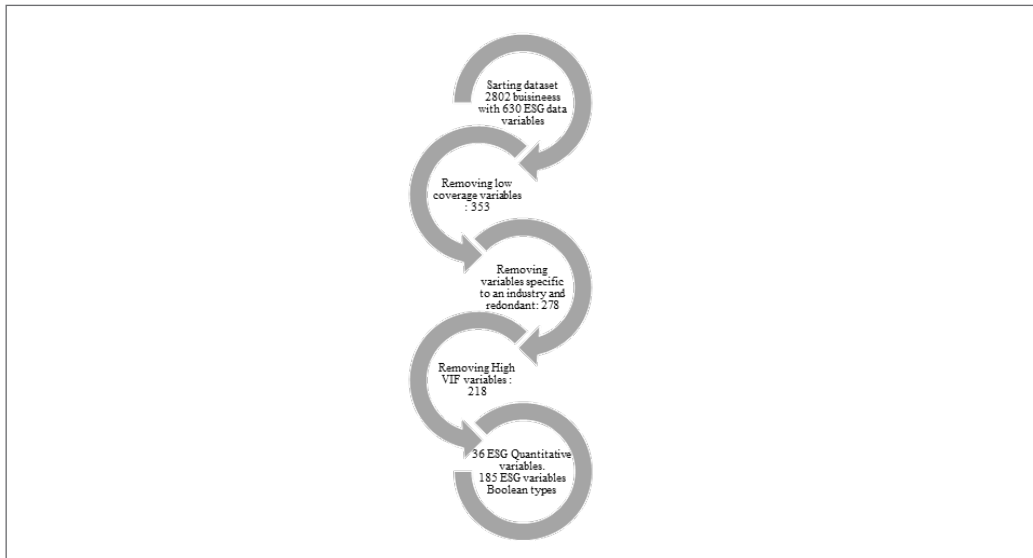 Sarting dataset
2802 buisineess
with 630 ESG data
variables
Removing low
coverage variables
: 353
Removing
variables specific
to an industry and
redondant: 278
Removing High
VIF variables :
218
36 ESG Quantitative
variables.
185 ESG variables
Boolean types